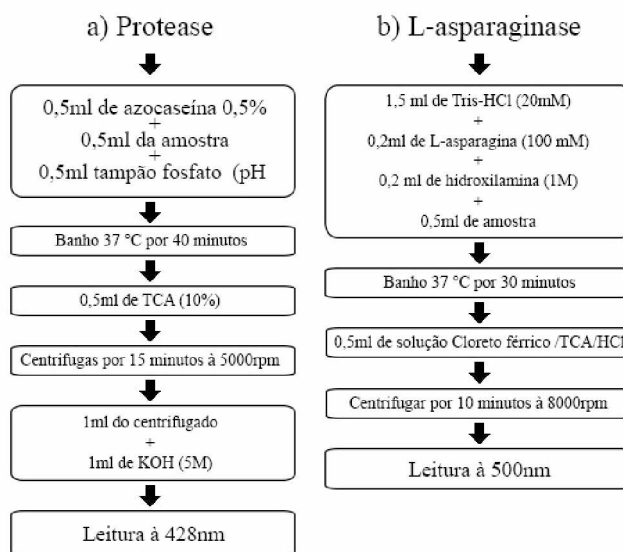 a) Protease
0,5ml de azocaseína 0,5%
+
0,5ml da amostra
+
0,5ml tampão fosfato (pH
Banho 37 °C por 40 minutos
0,5ml de TCA (10%)
Centrifugas por 15 minutos à 5000rpm
1ml do centrifugado
+
1ml de KOH (5M)
Leitura à 428nm
b) L-asparaginase
1,5 ml de Tris-HCl (20mM)
+
0,2ml de L-asparagina (100 mM)
+
0,2 ml de hidroxilamina (1M)
+
0,5ml de amostra
Banho 37 °C por 30 minutos
0,5ml de solução Cloreto férrico /TCA/HCl
Centrifugar por 10 minutos à 8000rpm
Leitura à 500nm